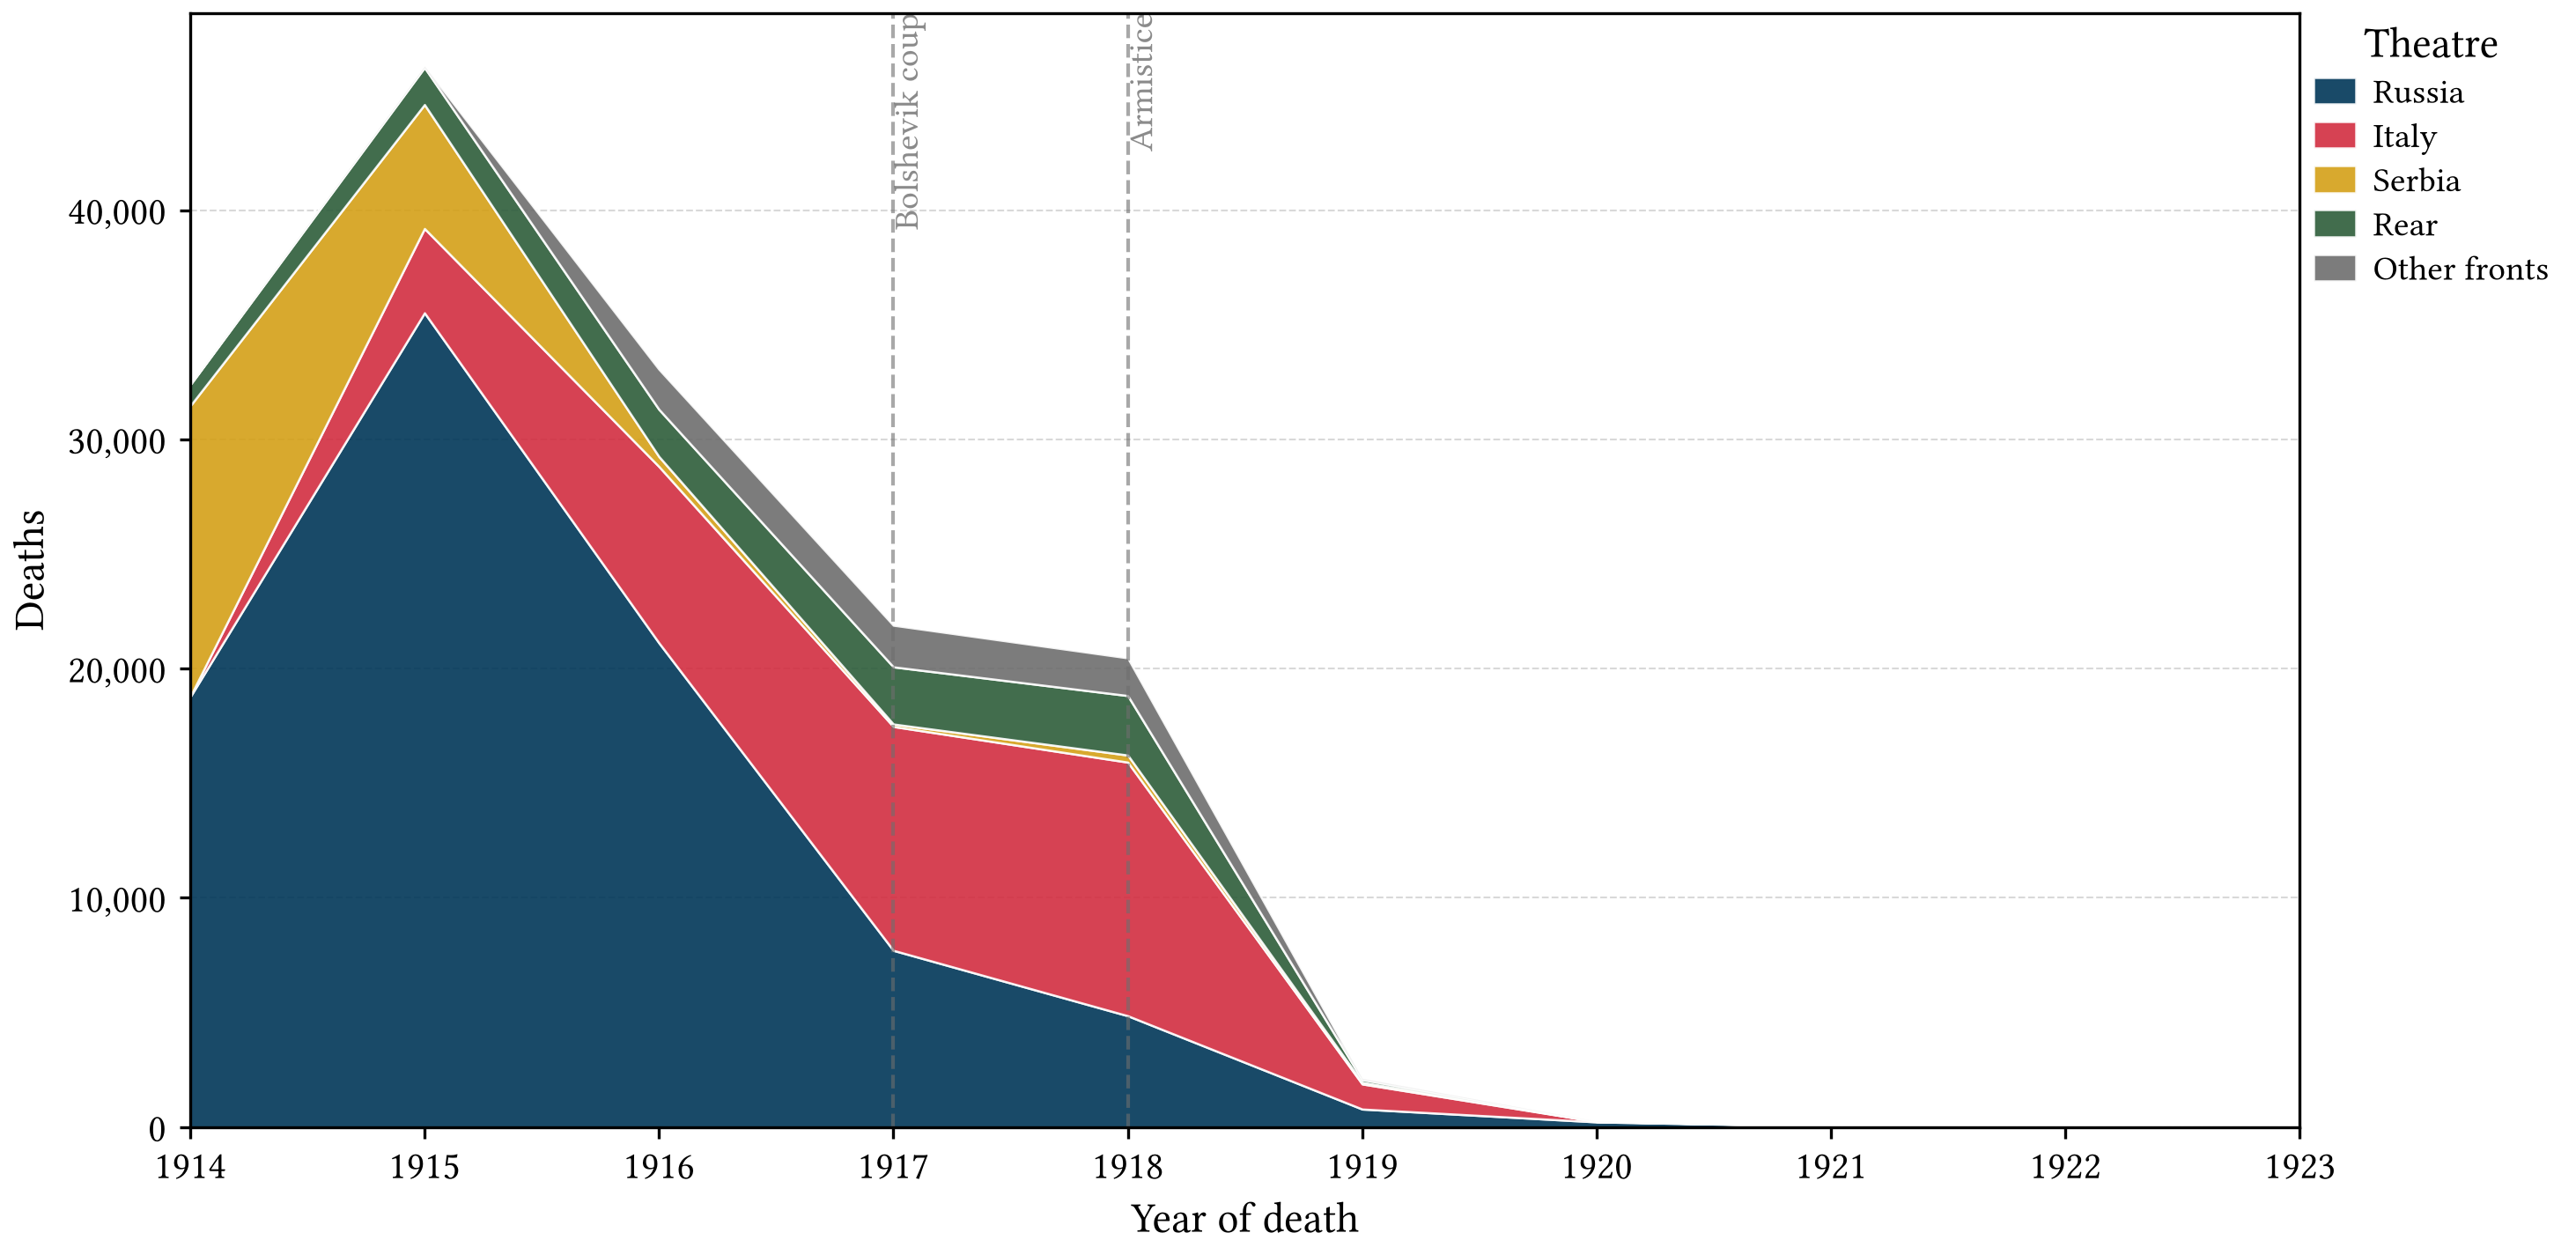 Bolshevik coup
Armistice
Theatre
Russia
Italy
Serbia
Rear
Other fronts
Deaths
40,000
30,000
20,000
10,000
0
1914 1915 1916 1917 1918 1919 1920 1921 1922 1923
Year of death